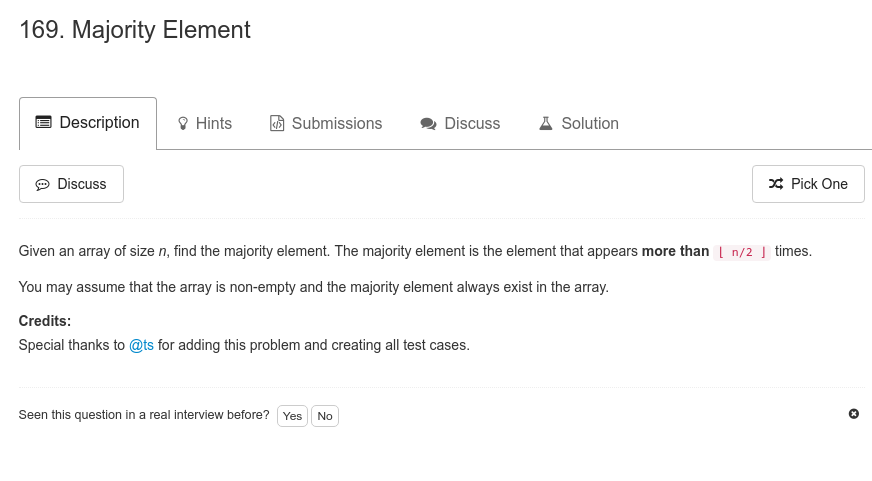 169. Majority Element
Description
Hints
Submissions
Discuss
Solution
Discuss
Pick One
Given an array of size n, find the majority element. The majority element is the element that appears more than ⌊ n/2 ⌋ times.
You may assume that the array is non-empty and the majority element always exist in the array.
Credits:
Special thanks to @ts for adding this problem and creating all test cases.
Seen this question in a real interview before? Yes No